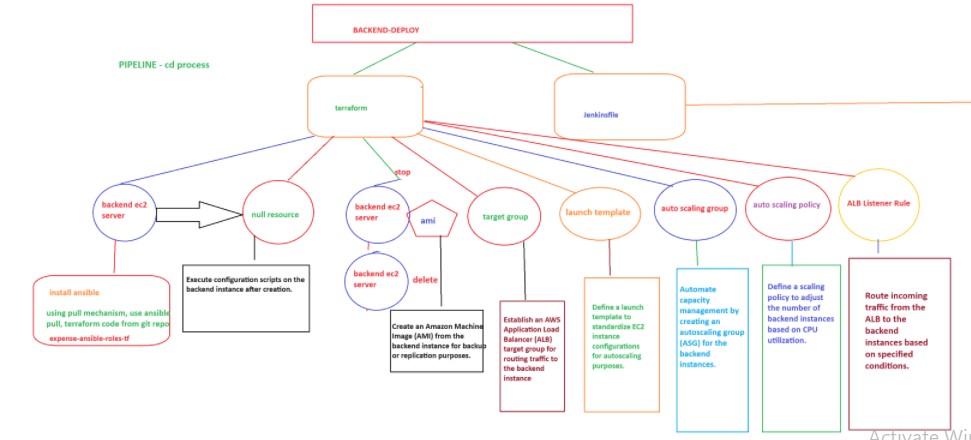 BACKEND-DEPLOY
PIPELINE - cd process
terraform
Jenkinsfile
stop
backend ec2
server
null resource
backend ec2
server
ami
target group
launch template
auto scaling group
auto scaling policy
ALB Listener Rule
backend ec2
server
delete
install ansible
using pull mechanism, use ansible
pull, terraform code from git repo
expense-ansible-roles-tf
Execute configuration scripts on the
backend instance after creation.
Create an Amazon Machine
Image (AMI) from the
backend instance for backup
or replication purposes.
Establish an AWS
Application Load
Balancer (ALB)
target group for
routing traffic to
the backend
instance
Define a launch
template to
standardize EC2
instance
configurations
for autoscaling
purposes.
Automate
capacity
management by
creating an
autoscaling group
(ASG) for the
backend
instances.
Define a scaling
policy to adjust
the number of
backend instances
based on CPU
utilization.
Route incoming
traffic from the
ALB to the
backend
instances based
on specified
conditions.